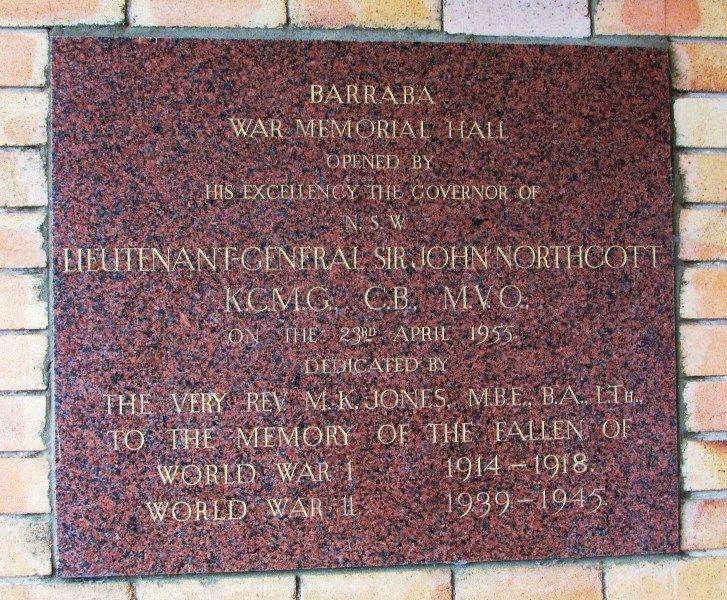 BARRABA
WAR MEMORIAL HALL
OPENED BY
HIS EXCELLENCY THE GOVERNOR OF
N.S.W.
LIEUTENANT-GENERAL SIR JOHN NORTHCOTT
K.C.M.G., C.B., M.V.O.,
ON THE 23RD APRIL 1955.
DEDICATED BY
THE VERY REV. M.K. JONES, M.B.E., B.A., L.TH.,
TO THE MEMORY OF THE FALLEN OF
WORLD WAR I 1914-1918.
WORLD WAR II 1939-1945.